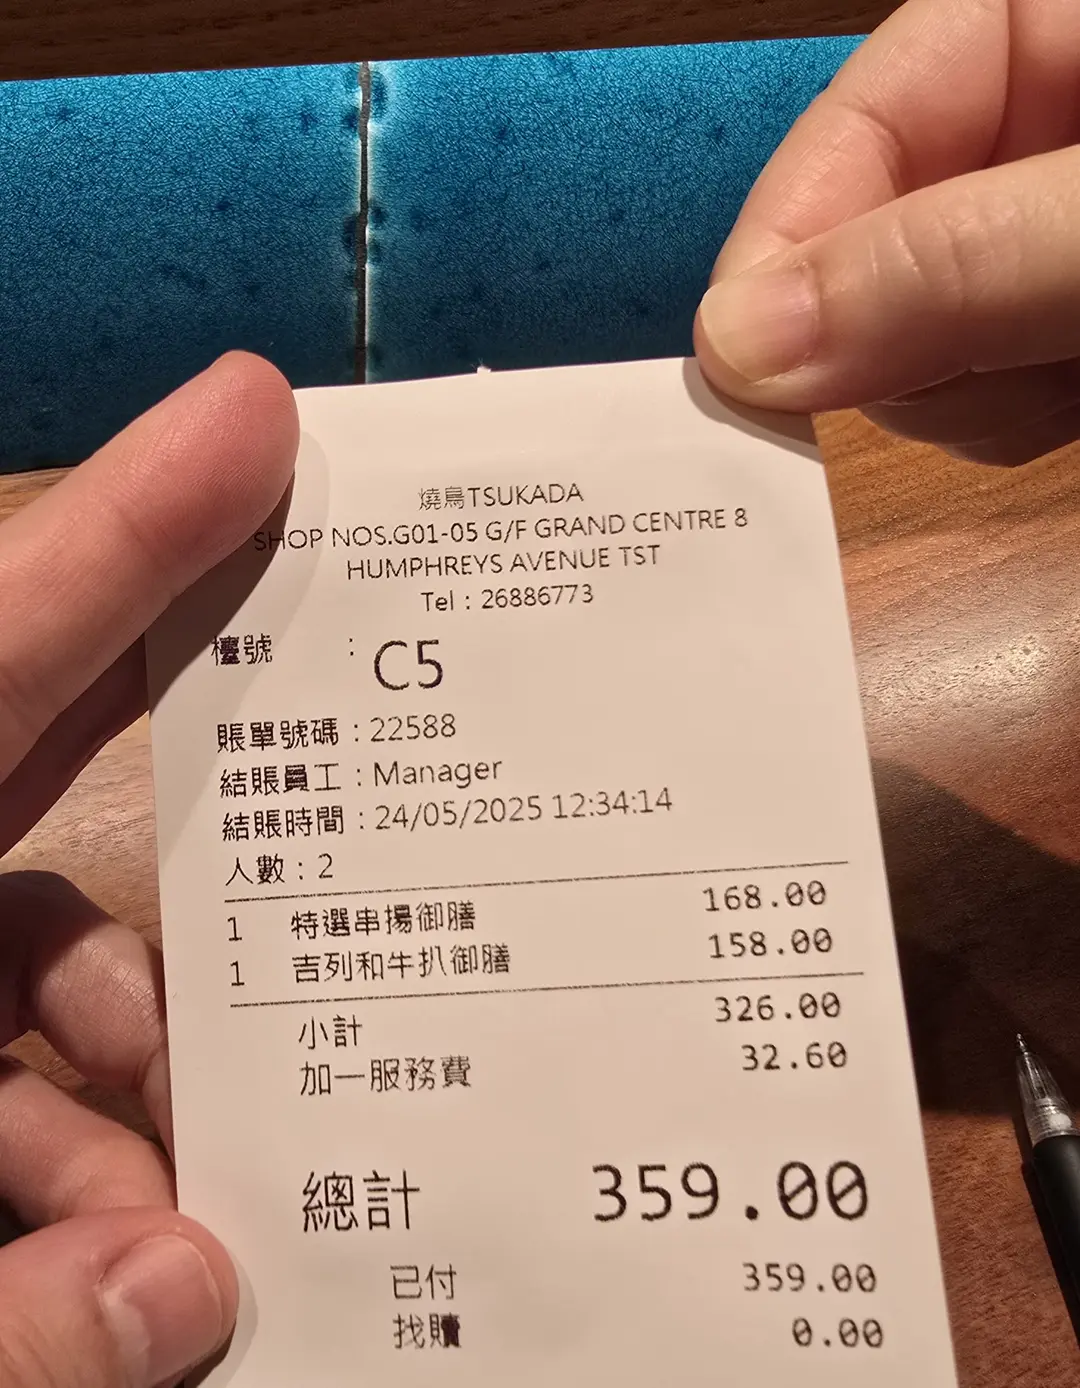 燒鳥TSUKADA
SHOP NOS.G01-05 G/F GRAND CENTRE 8
HUMPHREYS AVENUE TST
Tel : 26886773
檯號 : C5
賬單號碼 : 22588
結賬員工 : Manager
結賬時間 : 24/05/2025 12:34:14
人數 : 2
1 特選串揚御膳 168.00
1 吉列和牛扒御膳 158.00
小計 326.00
加一服務費 32.60
總計 359.00
已付 359.00
找贖 0.00